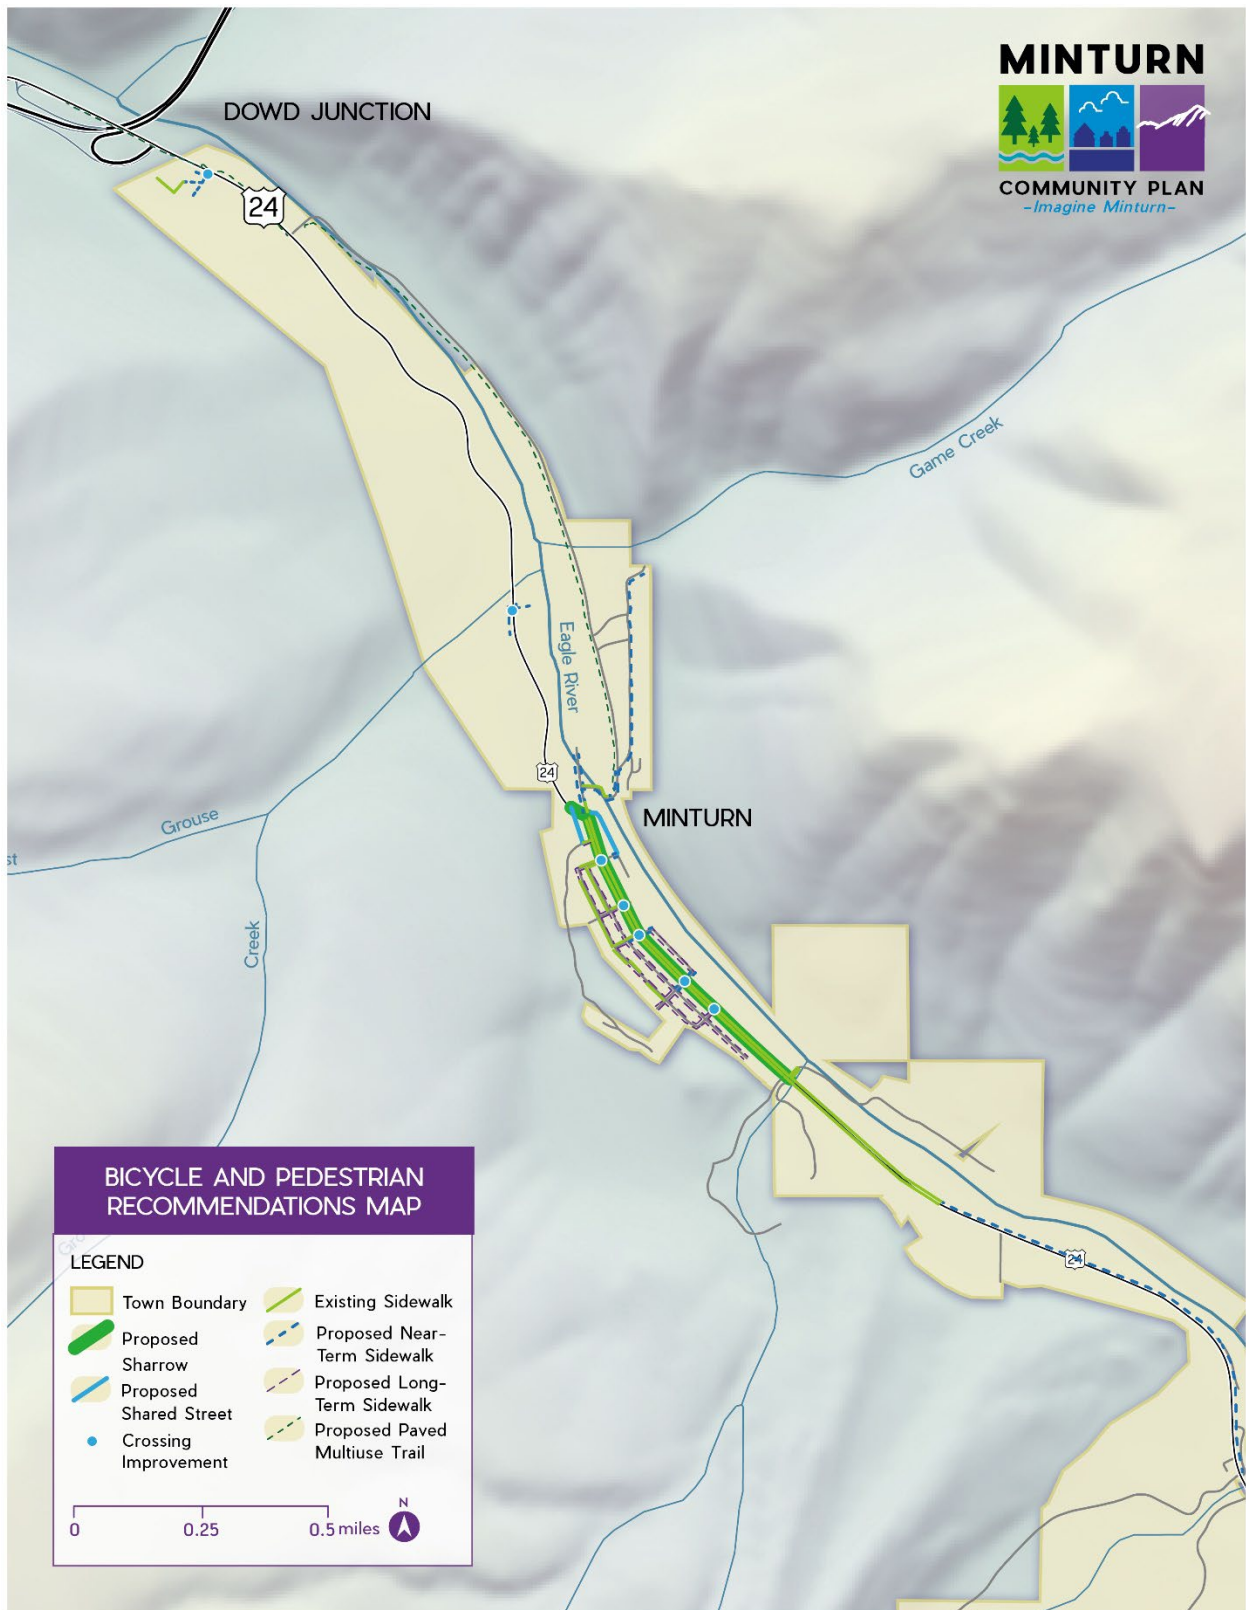 MINTURN
COMMUNITY PLAN
-Imagine Minturn-
DOWD JUNCTION
24
Game Creek
Eagle River
24
MINTURN
Grouse
st
Creek
24
BICYCLE AND PEDESTRIAN
RECOMMENDATIONS MAP
LEGEND
Town Boundary
Proposed
Sharrow
Proposed
Shared Street
Crossing
Improvement
Existing Sidewalk
Proposed Near-
Term Sidewalk
Proposed Long-
Term Sidewalk
Proposed Paved
Multiuse Trail
0
0.25
0.5 miles
N